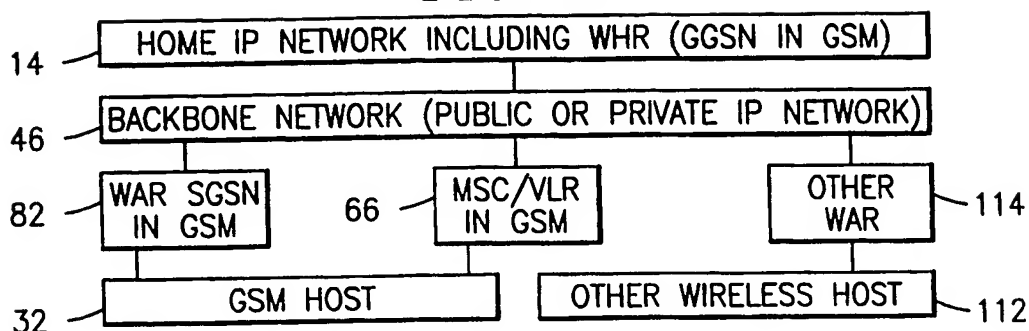 HOME IP NETWORK INCLUDING WHR (GGSN IN GSM)
14
BACKBONE NETWORK (PUBLIC OR PRIVATE IP NETWORK)
46
WAR SGSN
IN GSM
82
MSC/VLR
IN GSM
66
OTHER
WAR
114
GSM HOST
32
OTHER WIRELESS HOST
112